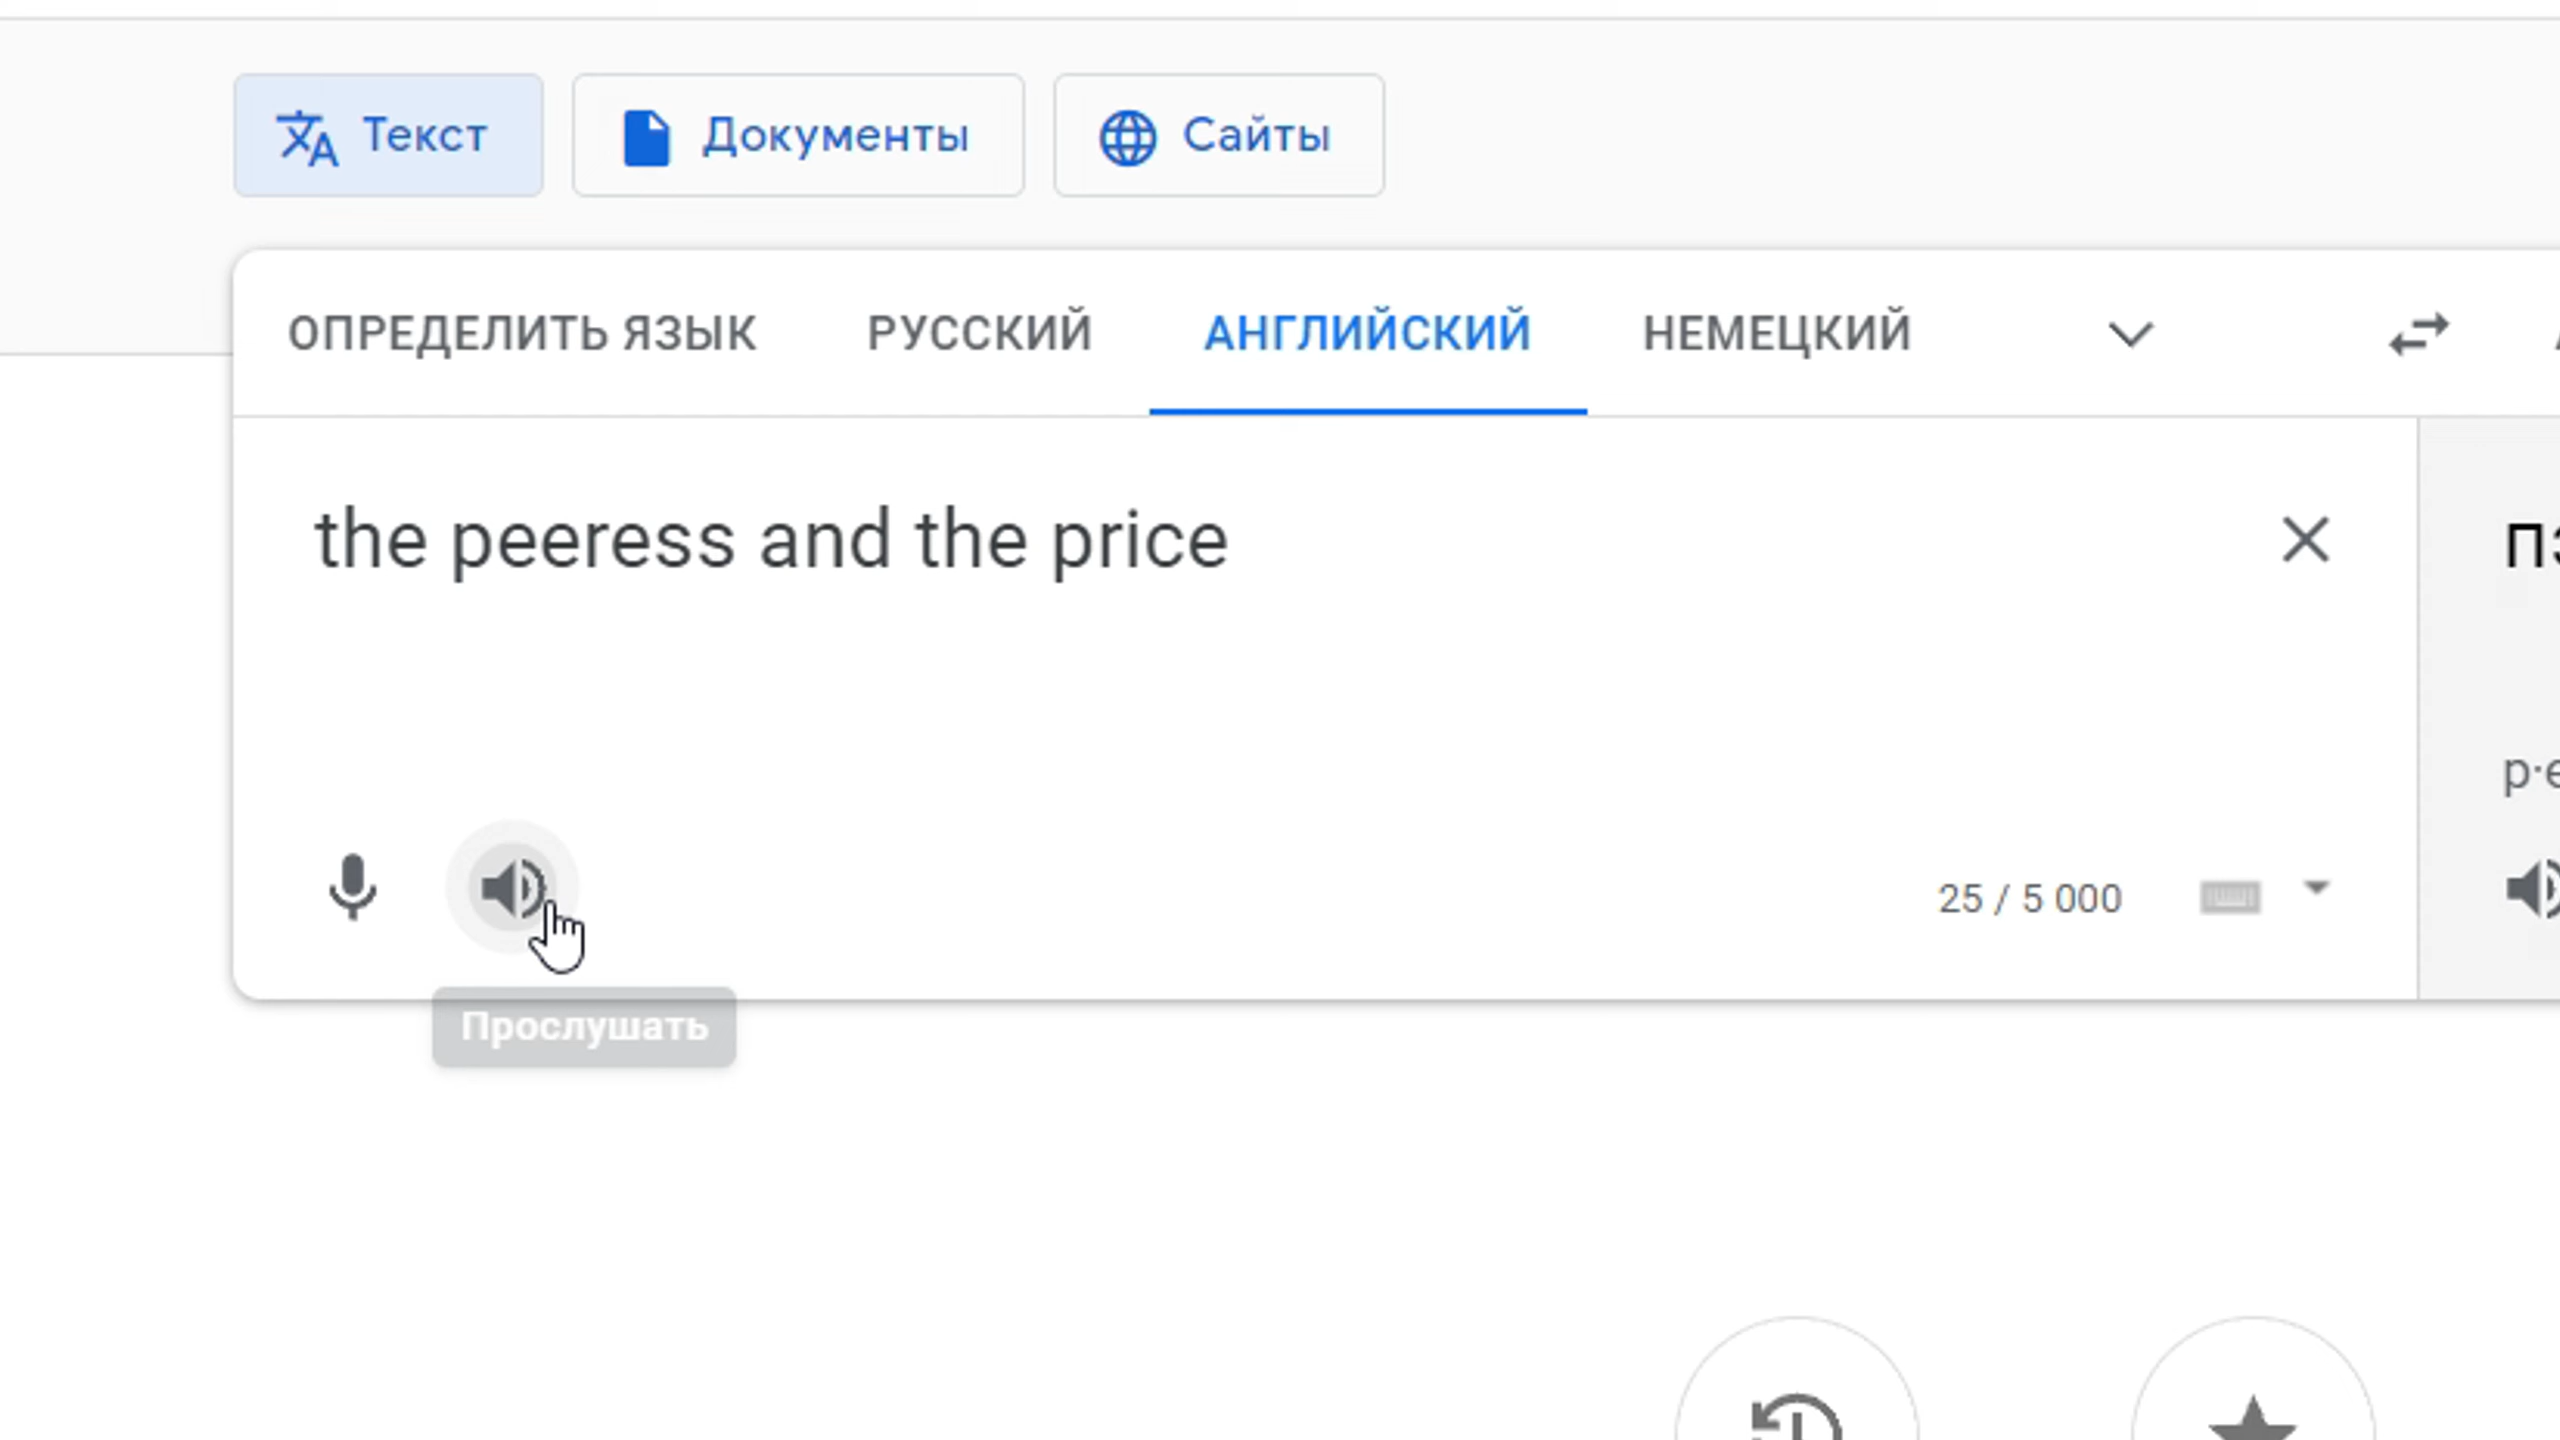 Текст Документы Сайты
ОПРЕДЕЛИТЬ ЯЗЫК РУССКИЙ АНГЛИЙСКИЙ НЕМЕЦКИЙ
the peeress and the price
25 / 5 000
Прослушать